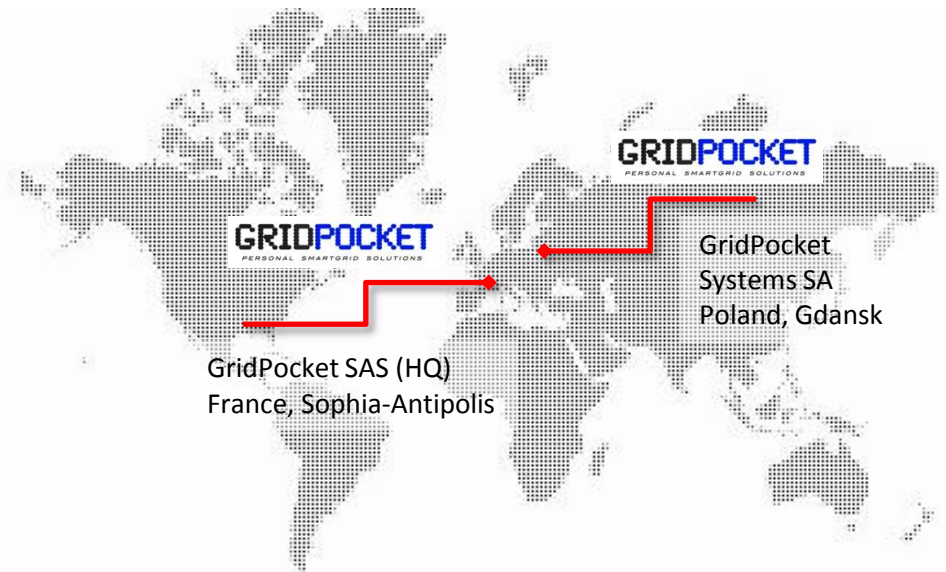 GRIDPOCKET
PERSONAL SMARTGRID SOLUTIONS
GridPocket
Systems SA
Poland, Gdansk
GRIDPOCKET
PERSONAL SMARTGRID SOLUTIONS
GridPocket SAS (HQ)
France, Sophia-Antipolis